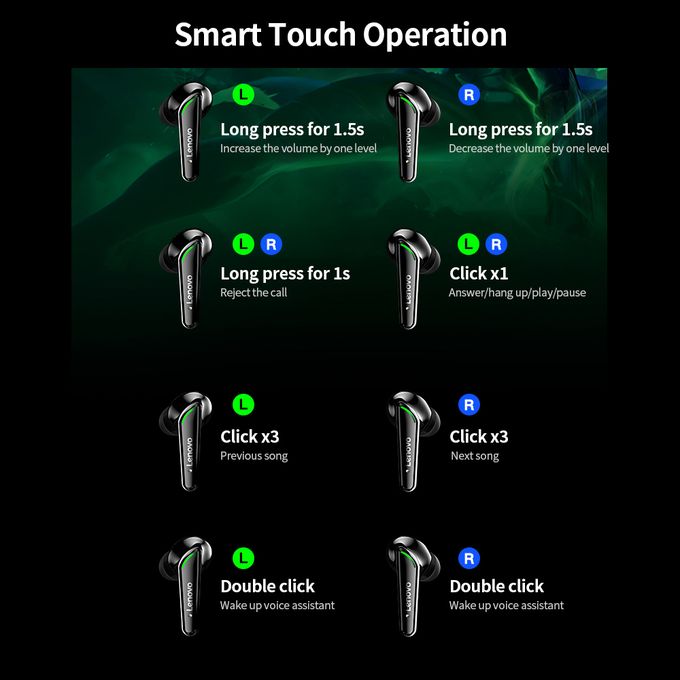 Smart Touch Operation
L
Long press for 1.5s
Increase the volume by one level
Lenovo
R
Long press for 1.5s
Decrease the volume by one level
Lenovo
L R
Long press for 1s
Reject the call
Lenovo
L R
Click x1
Answer/hang up/play/pause
Lenovo
L
Click x3
Previous song
Lenovo
R
Click x3
Next song
Lenovo
L
Double click
Wake up voice assistant
Lenovo
R
Double click
Wake up voice assistant
Lenovo